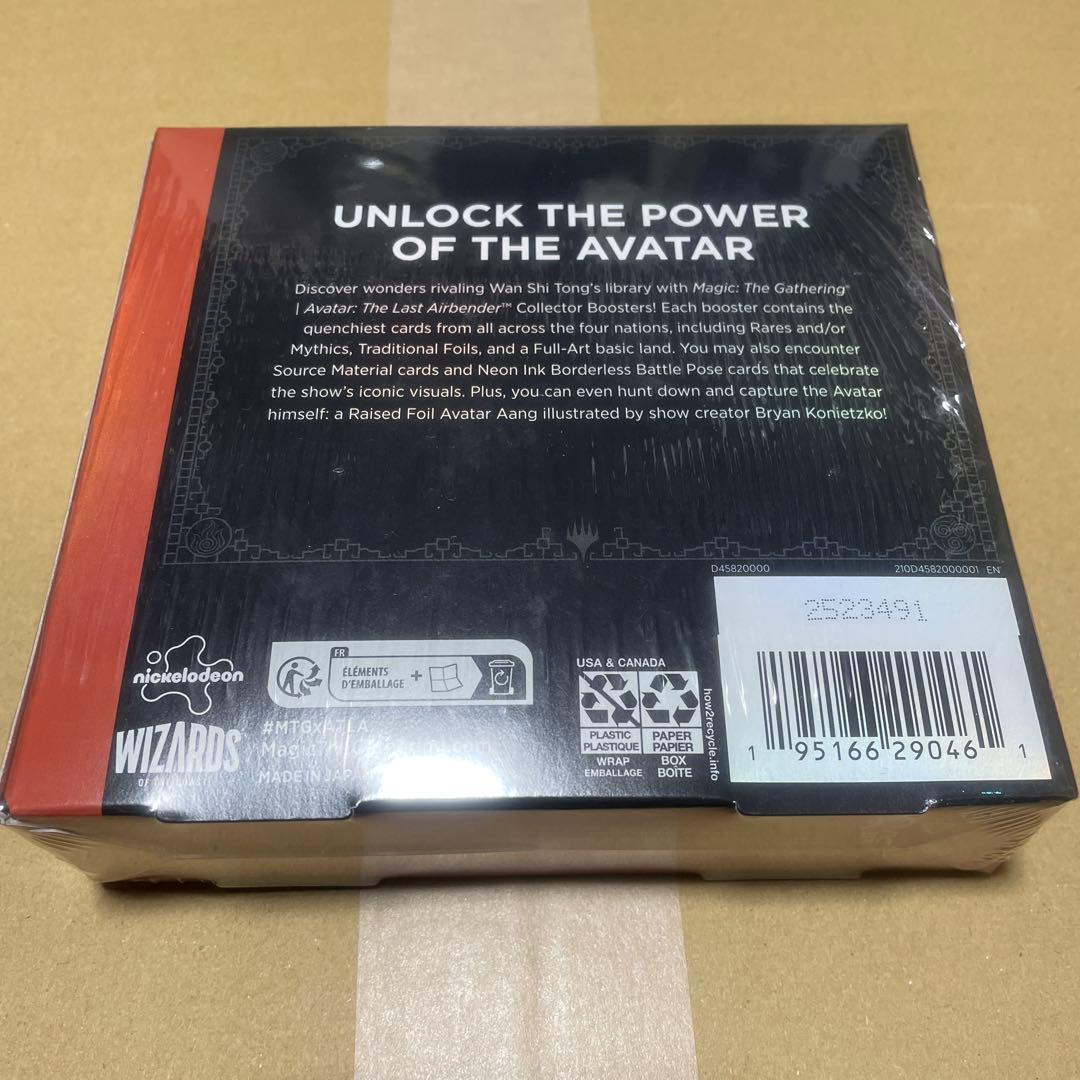 UNLOCK THE POWER
OF THE AVATAR
Discover wonders rivaling Wan Shi Tong's library with Magic: The Gathering®
| Avatar: The Last Airbender™ Collector Boosters! Each booster contains the
quenchiest cards from all across the four nations, including Rares and/or
Mythics, Traditional Foils, and a Full-Art basic land. You may also encounter
Source Material cards and Neon Ink Borderless Battle Pose cards that celebrate
the show's iconic visuals. Plus, you can even hunt down and capture the Avatar
himself: a Raised Foil Avatar Aang illustrated by show creator Bryan Konietzko!
D45820000
210D4582000001 EN
2523491
1 95166 29046 1
nickelodeon
WIZARDS
OF THE COAST
FR
ÉLÉMENTS
D'EMBALLAGE
+
#MTGxATLA
MADE IN JAPAN
USA & CANADA
PLASTIC
PLASTIQUE
WRAP
EMBALLAGE
PAPER
PAPIER
BOX
BOÎTE
how2recycle.info